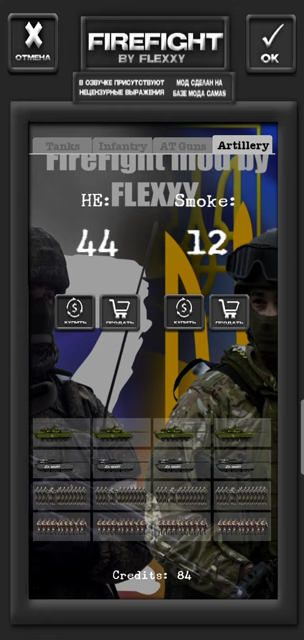 FIREFIGHT
BY FLEXXY
ОТМЕНА
OK
В ОЗВУЧКЕ ПРИСУТСТВУЮТ
НЕЦЕНЗУРНЫЕ ВЫРАЖЕНИЯ
МОД СДЕЛАН НА
БАЗЕ МОДА CAMAS
Tanks Infantry AT Guns Artillery
FireFight mod by
FLEXXY
HE: Smoke:
44 12
КУПИТЬ ПРОДАТЬ КУПИТЬ ПРОДАТЬ
Credits: 84